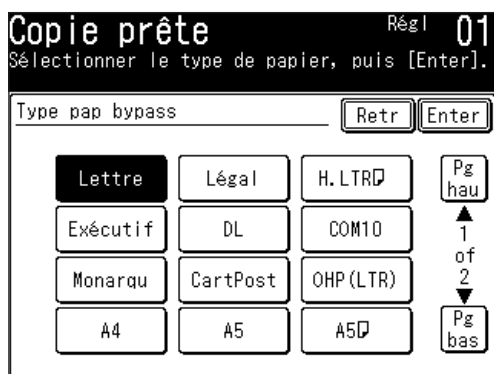 Copie prête Régl 01
Sélectionner le type de papier, puis [Enter].
Type pap bypass Retr Enter
Lettre Légal H.LTR Pg hau
Exécutif DL COM10 1
of
Monarqu CartPost OHP(LTR) 2
A4 A5 A5 Pg bas